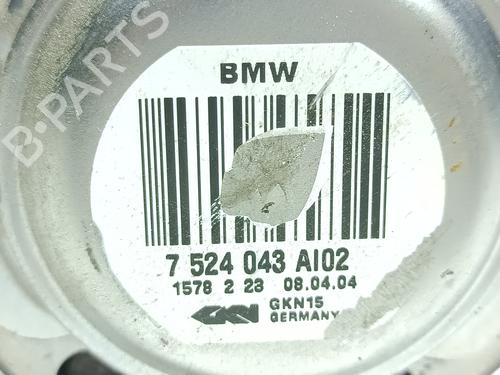 B-PARTS
BMW
7 524 043 AI02
1578 2 23 08.04.04
GKN GKN15
GERMANY